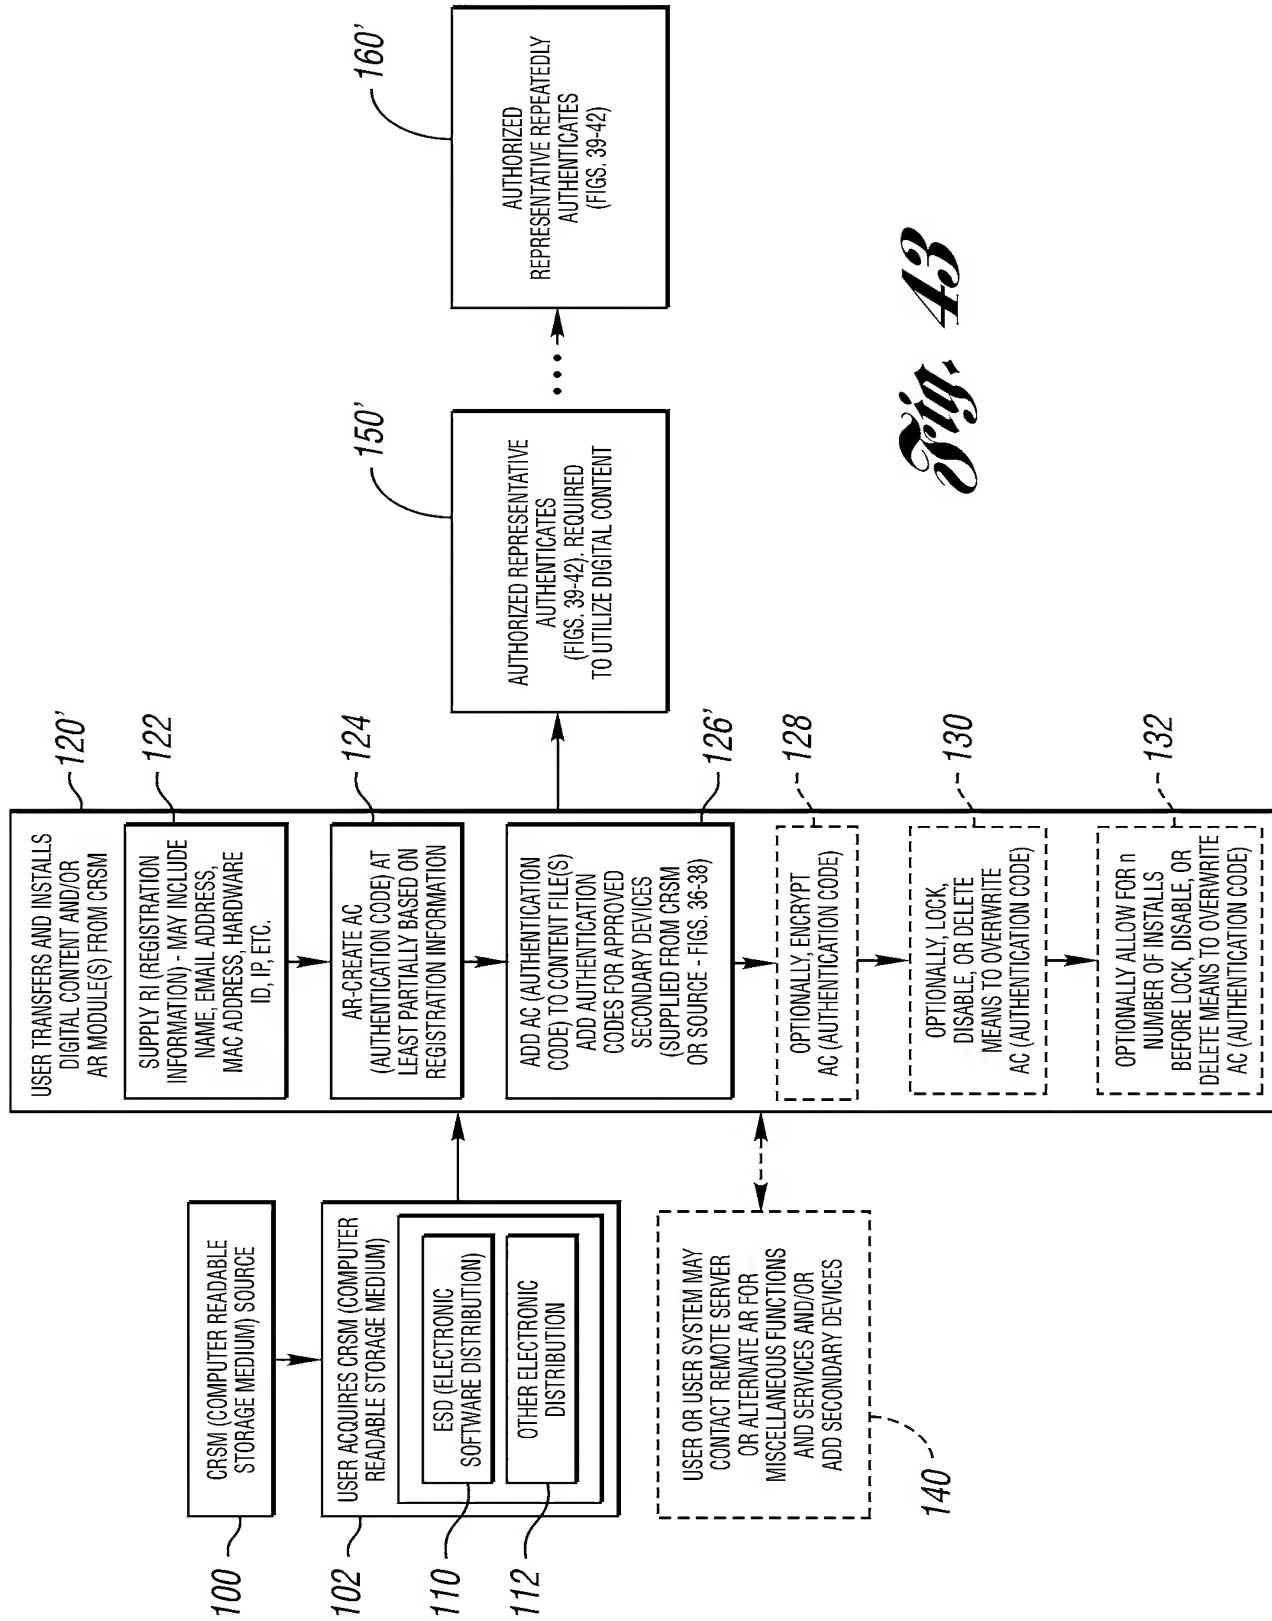 100
CRSM (COMPUTER READABLE
STORAGE MEDIUM) SOURCE
102
USER ACQUIRES CRSM (COMPUTER
READABLE STORAGE MEDIUM)
110
ESD (ELECTRONIC
SOFTWARE DISTRIBUTION)
112
OTHER ELECTRONIC
DISTRIBUTION
USER OR USER SYSTEM MAY
CONTACT REMOTE SERVER
OR ALTERNATE AR FOR
MISCELLANEOUS FUNCTIONS
AND SERVICES AND/OR
ADD SECONDARY DEVICES
140
USER TRANSFERS AND INSTALLS
DIGITAL CONTENT AND/OR
AR MODULE(S) FROM CRSM
120'
SUPPLY RI (REGISTRATION
INFORMATION) - MAY INCLUDE
NAME, EMAIL ADDRESS,
MAC ADDRESS, HARDWARE
ID, IP, ETC.
122
AR-CREATE AC
(AUTHENTICATION CODE) AT
LEAST PARTIALLY BASED ON
REGISTRATION INFORMATION
124
ADD AC (AUTHENTICATION
CODE) TO CONTENT FILE(S)
ADD AUTHENTICATION
CODES FOR APPROVED
SECONDARY DEVICES
(SUPPLIED FROM CRSM
OR SOURCE - FIGS. 36-38)
126'
OPTIONALLY, ENCRYPT
AC (AUTHENTICATION CODE)
128
OPTIONALLY, LOCK,
DISABLE, OR DELETE
MEANS TO OVERWRITE
AC (AUTHENTICATION CODE)
130
OPTIONALLY ALLOW FOR n
NUMBER OF INSTALLS
BEFORE LOCK, DISABLE, OR
DELETE MEANS TO OVERWRITE
AC (AUTHENTICATION CODE)
132
AUTHORIZED REPRESENTATIVE
AUTHENTICATES
(FIGS. 39-42). REQUIRED
TO UTILIZE DIGITAL CONTENT
150'
AUTHORIZED
REPRESENTATIVE REPEATEDLY
AUTHENTICATES
(FIGS. 39-42)
160'
Fig. 43